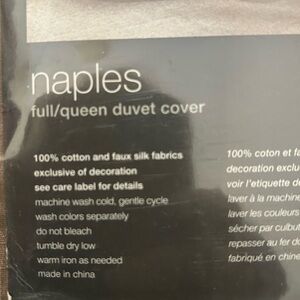 naples
full/queen duvet cover
100% cotton and faux silk fabrics
exclusive of decoration
see care label for details
machine wash cold, gentle cycle
wash colors separately
do not bleach
tumble dry low
warm iron as needed
made in china
100% coton et
decoration
voir l'etiquette
laver à la machine
laver les couleurs
sécher par
repasser au fer
fabriqué en chine